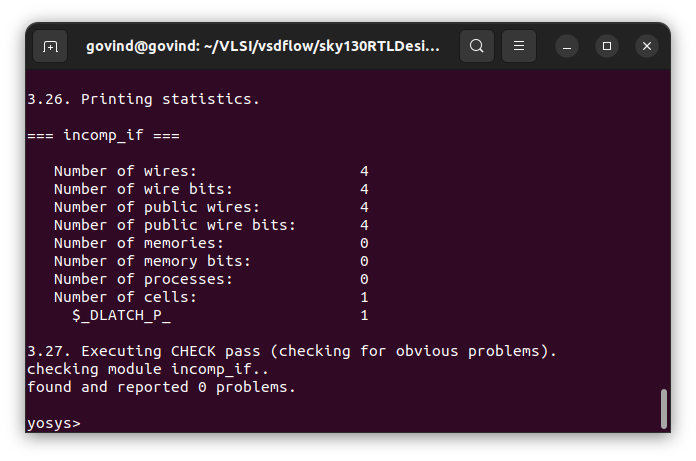 govind@govind: ~/VLSI/vsdflow/sky130RTLDesi...
3.26. Printing statistics.
=== incomp_if ===
Number of wires: 4
Number of wire bits: 4
Number of public wires: 4
Number of public wire bits: 4
Number of memories: 0
Number of memory bits: 0
Number of processes: 0
Number of cells: 1
$_DLATCH_P_ 1
3.27. Executing CHECK pass (checking for obvious problems).
checking module incomp_if..
found and reported 0 problems.
yosys>